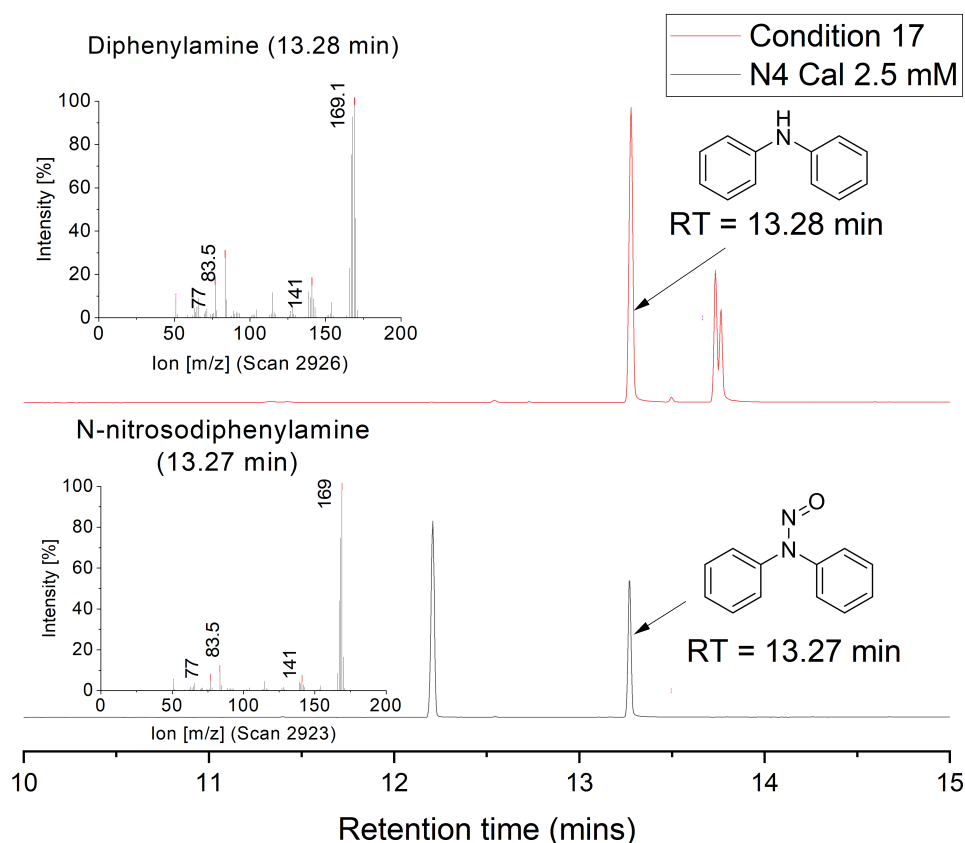 Diphenylamine (13.28 min)
Condition 17
N4 Cal 2.5 mM
100
80
60
40
20
0
Intensity [%]
77
83.5
141
169.1
0
50
100
150
200
Ion [m/z] (Scan 2926)
H
N
RT = 13.28 min
N-nitrosodiphenylamine
(13.27 min)
100
80
60
40
20
0
Intensity [%]
77
83.5
141
169
0
50
100
150
200
Ion [m/z] (Scan 2923)
O
N
N
RT = 13.27 min
10
11
12
13
14
15
Retention time (mins)